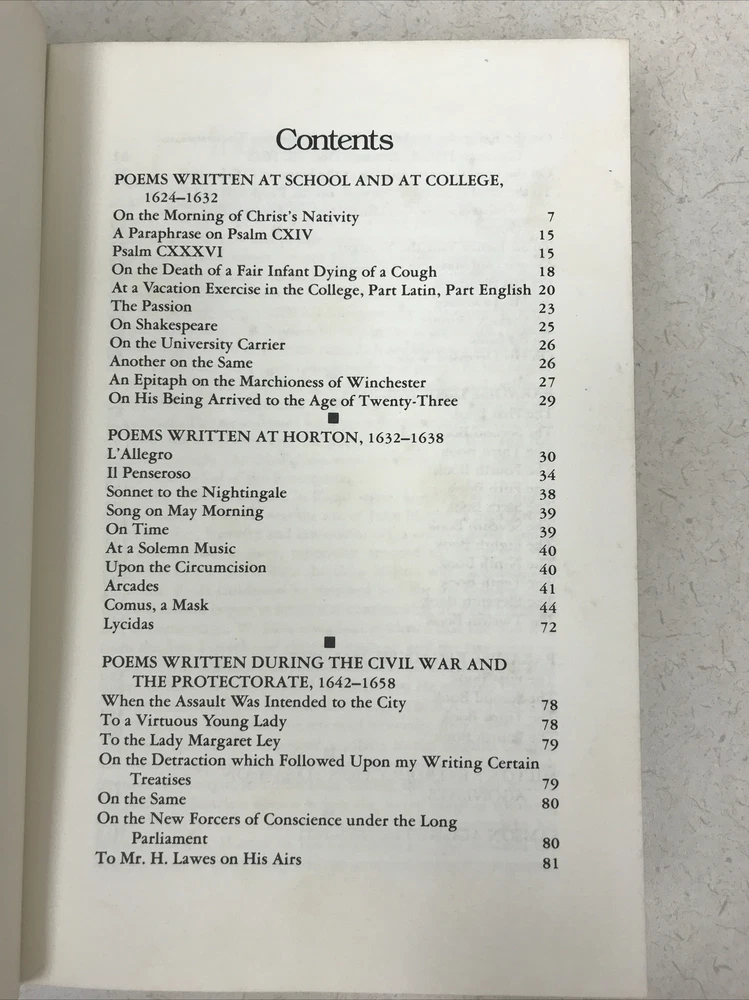 Contents
POEMS WRITTEN AT SCHOOL AND AT COLLEGE,
1624–1632
On the Morning of Christ's Nativity 7
A Paraphrase on Psalm CXIV 15
Psalm CXXXVI 15
On the Death of a Fair Infant Dying of a Cough 18
At a Vacation Exercise in the College, Part Latin, Part English 20
The Passion 23
On Shakespeare 25
On the University Carrier 26
Another on the Same 26
An Epitaph on the Marchioness of Winchester 27
On His Being Arrived to the Age of Twenty-Three 29
POEMS WRITTEN AT HORTON, 1632–1638
L'Allegro 30
Il Penseroso 34
Sonnet to the Nightingale 38
Song on May Morning 39
On Time 39
At a Solemn Music 40
Upon the Circumcision 40
Arcades 41
Comus, a Mask 44
Lycidas 72
POEMS WRITTEN DURING THE CIVIL WAR AND
THE PROTECTORATE, 1642–1658
When the Assault Was Intended to the City 78
To a Virtuous Young Lady 78
To the Lady Margaret Ley 79
On the Detraction which Followed Upon my Writing Certain
Treatises 79
On the Same 80
On the New Forcers of Conscience under the Long
Parliament 80
To Mr. H. Lawes on His Airs 81